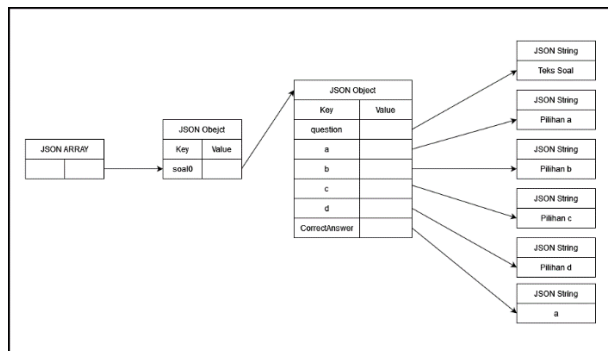 JSON ARRAY
JSON Obejct
Key Value
soal0
JSON Object
Key Value
question
a
b
c
d
CorrectAnswer
JSON String
Teks Soal
JSON String
Pilihan a
JSON String
Pilihan b
JSON String
Pilihan c
JSON String
Pilihan d
JSON String
a